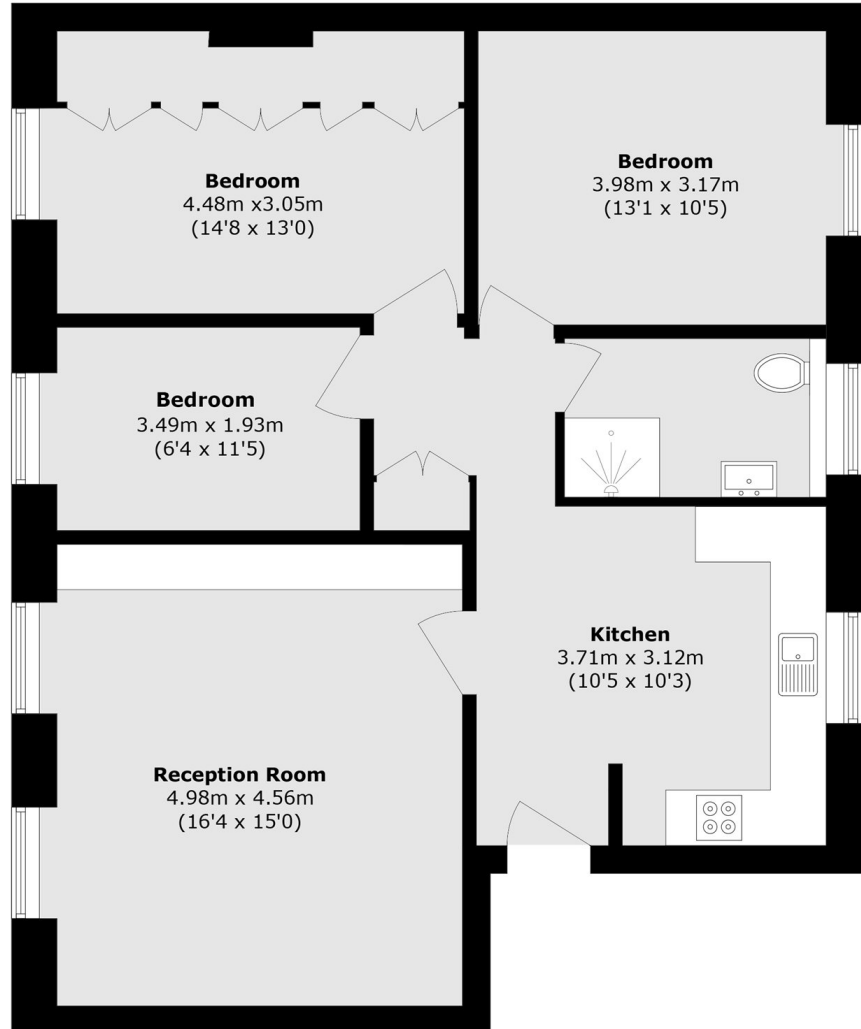 Bedroom
4.48m x3.05m
(14'8 x 13'0)
Bedroom
3.98m x 3.17m
(13'1 x 10'5)
Bedroom
3.49m x 1.93m
(6'4 x 11'5)
Kitchen
3.71m x 3.12m
(10'5 x 10'3)
Reception Room
4.98m x 4.56m
(16'4 x 15'0)